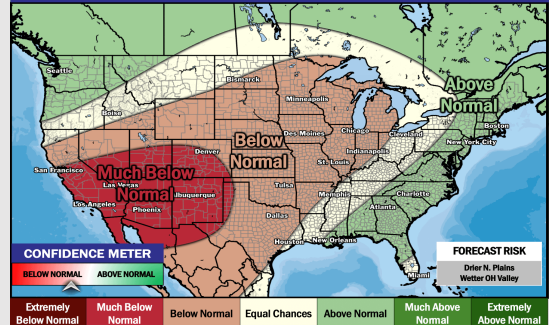 Seattle
Bismarck
Above
Normal
Minneapolis
Boise
Boston
Des Moines
Chicago
Cleveland
New York City
Below
Normal
Denver
Indianapolis
San Francisco
Much Below
Normal
St. Louis
Las Vegas
Albuquerque
Tulsa
Memphis
Charlotte
Los Angeles
Phoenix
Atlanta
Dallas
Houston
New Orleans
CONFIDENCE METER
BELOW NORMAL
ABOVE NORMAL
FORECAST RISK
Drier N. Plains
Wetter OH Valley
Miami
Extremely
Below Normal
Much Below
Normal
Below Normal
Equal Chances
Above Normal
Much Above
Normal
Extremely
Above Normal